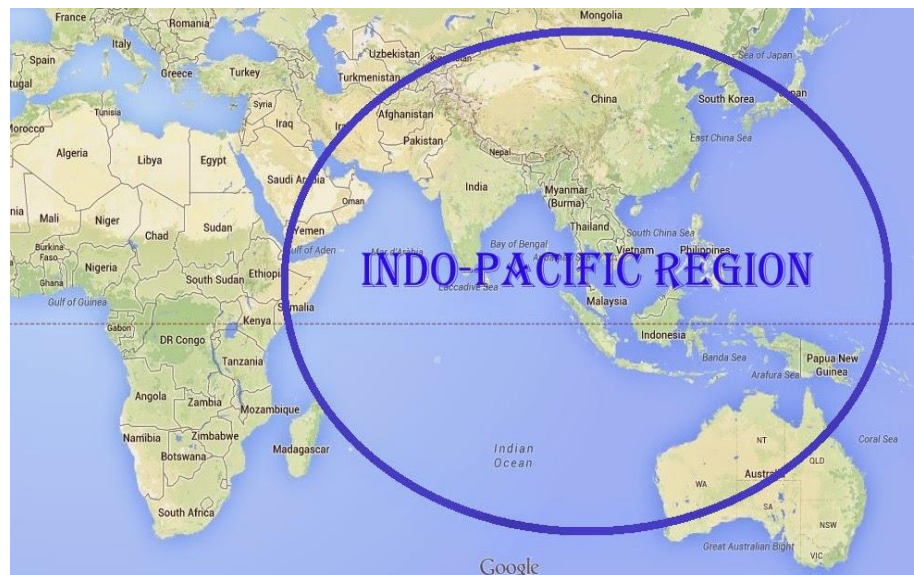 France
Romania
Mongolia
Italy
Uzbekistan
Sea of Japan
Spain
Greece
Turkey
Turkmenistan
China
South Korea
Tunisia
Syria
Afghanistan
East China Sea
Iraq
Pakistan
Algeria
Libya
Egypt
Nepal
Saudi Arabia
India
Myanmar
(Burma)
Oman
Mali
Niger
Chad
Sudan
Yemen
Thailand
South China Sea
Burkina
Faso
Gulf of Aden
Bay of Bengal
Vietnam
Philippines
Nigeria
South Sudan
Ethiopia
INDO-PACIFIC REGION
Ghana
Laccadive Sea
Gulf of Guinea
Somalia
Malaysia
Gabon
Kenya
Indonesia
DR Congo
Tanzania
Banda Sea
Papua New
Guinea
Arafura Sea
Angola
Zambia
Mozambique
Namibia
Zimbabwe
Botswana
Madagascar
Indian
Ocean
NT
Coral Sea
QLD
Australia
WA
SA
South Africa
NSW
Great Australian Bight
VIC
Google